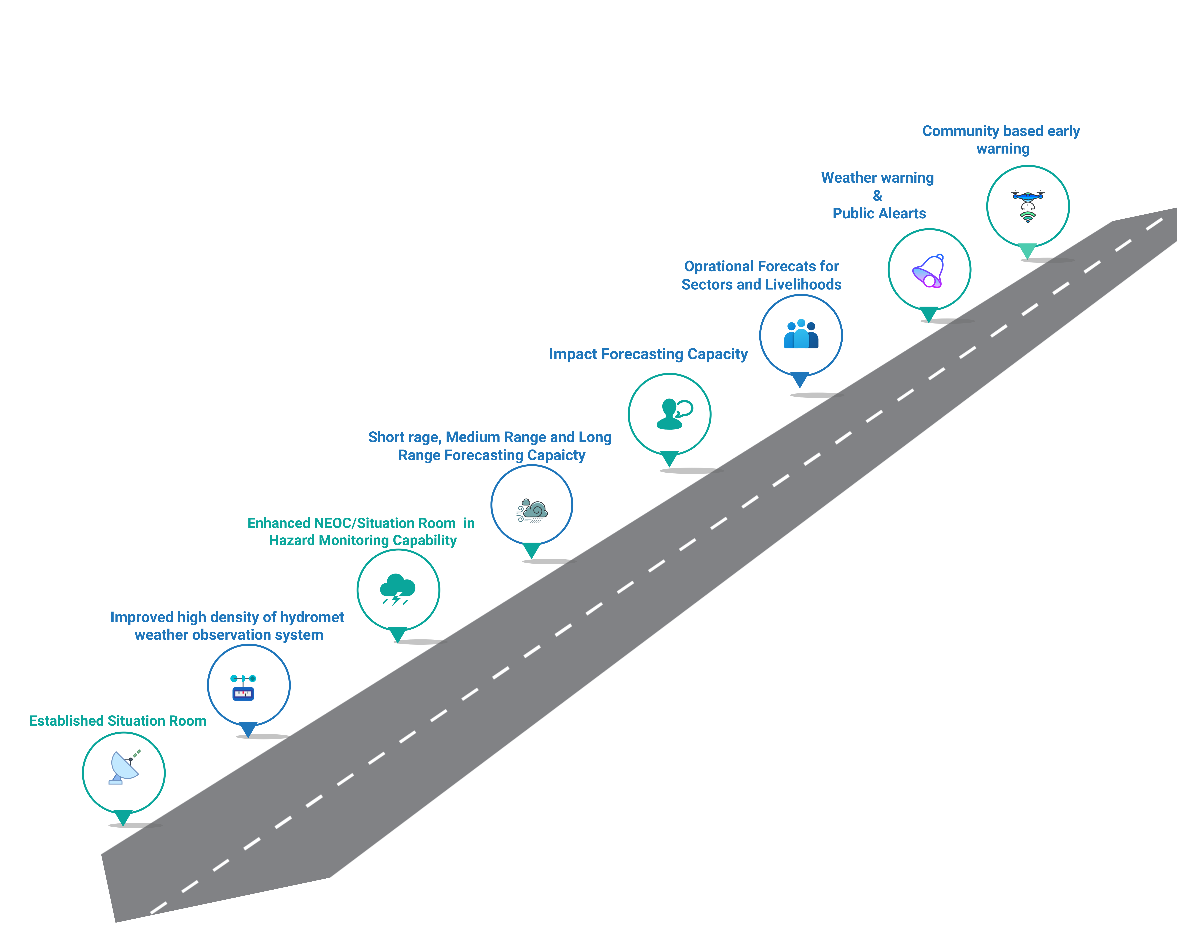 Community based early
warning
Weather warning
&
Public Alearts
Oprational Forecats for
Sectors and Livelihoods
Impact Forecasting Capacity
Short rage, Medium Range and Long
Range Forecasting Capaicty
Enhanced NEOC/Situation Room in
Hazard Monitoring Capability
Improved high density of hydromet
weather observation system
Established Situation Room